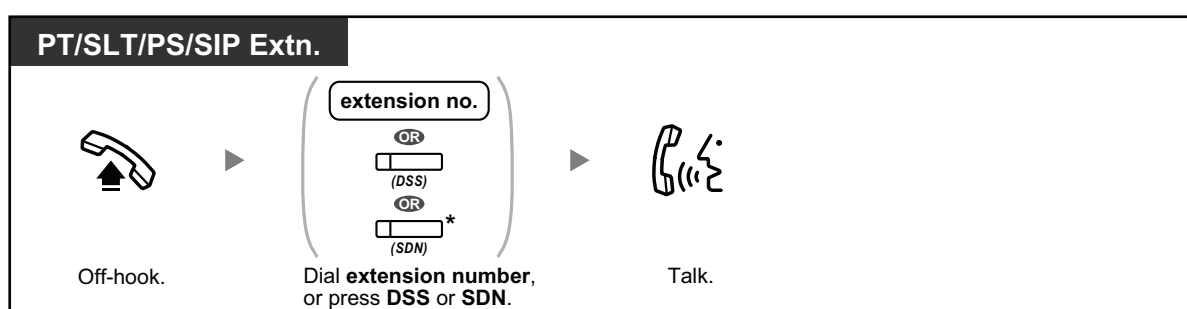 PT/SLT/PS/SIP Extn.
extension no.
OR
(DSS)
OR
*
(SDN)
Off-hook.
Dial extension number,
or press DSS or SDN.
Talk.